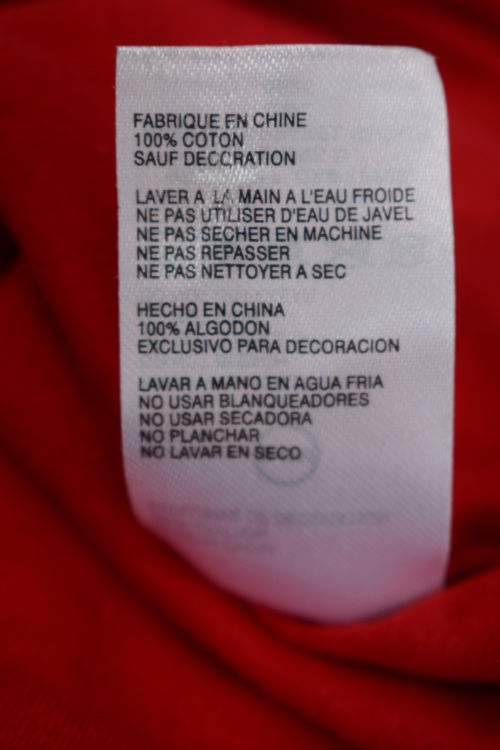 FABRIQUE EN CHINE
100% COTON
SAUF DECORATION
LAVER A LA MAIN A L'EAU FROIDE
NE PAS UTILISER D'EAU DE JAVEL
NE PAS SECHER EN MACHINE
NE PAS REPASSER
NE PAS NETTOYER A SEC
HECHO EN CHINA
100% ALGODON
EXCLUSIVO PARA DECORACION
LAVAR A MANO EN AGUA FRIA
NO USAR BLANQUEADORES
NO USAR SECADORA
NO PLANCHAR
NO LAVAR EN SECO